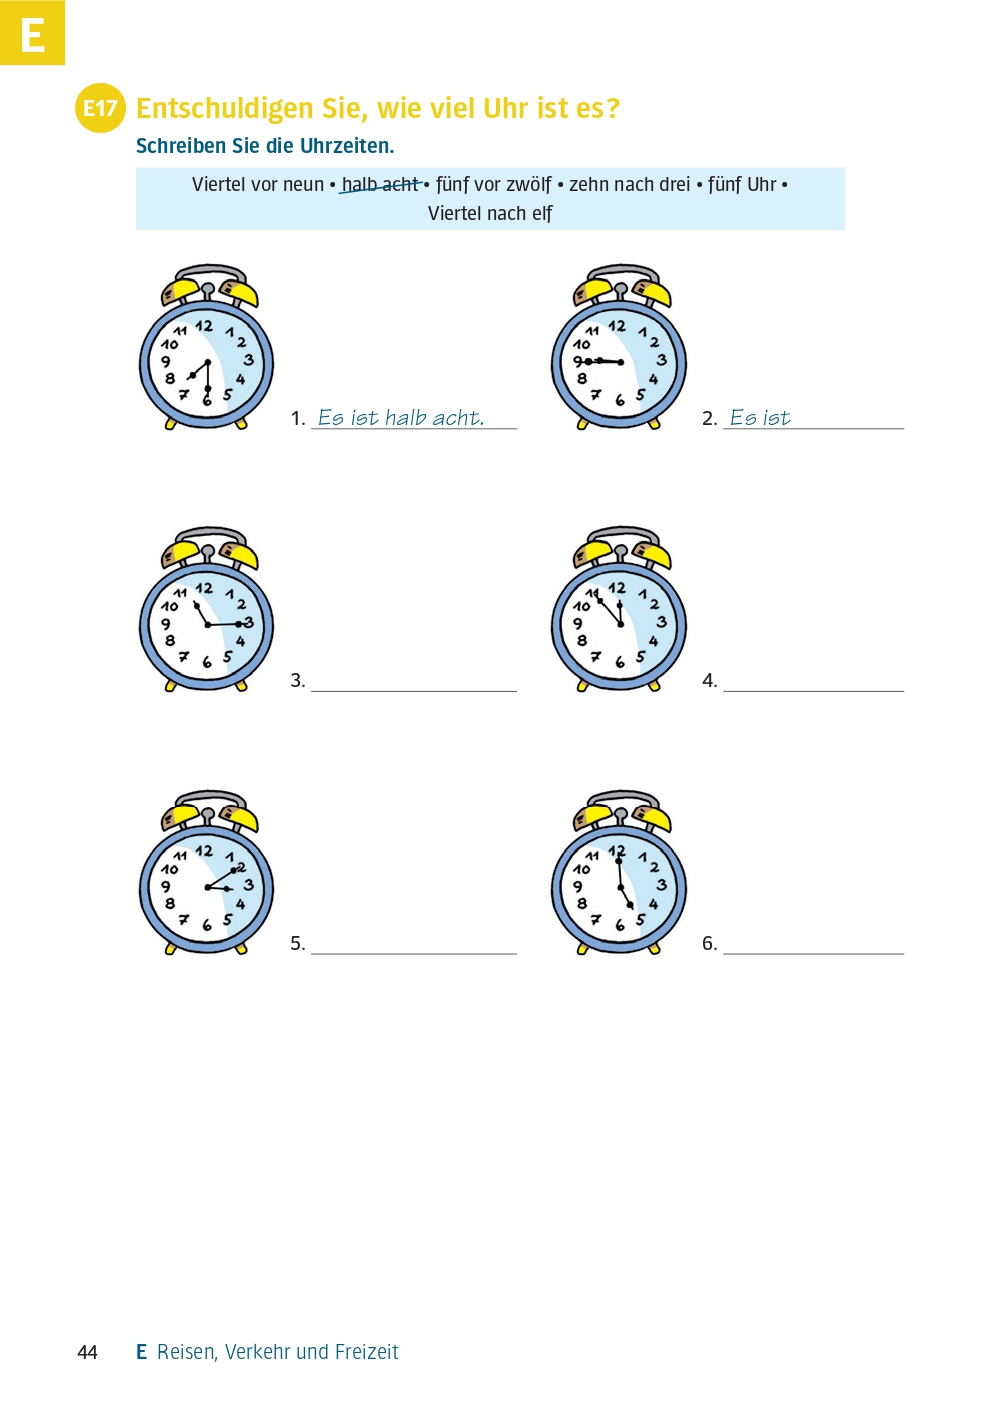 E
E17 Entschuldigen Sie, wie viel Uhr ist es?
Schreiben Sie die Uhrzeiten.
Viertel vor neun • halb acht • fünf vor zwölf • zehn nach drei • fünf Uhr •
Viertel nach elf
12 1 2 3 4 5 6 7 8 9 10 11
1. Es ist halb acht.
12 1 2 3 4 5 6 7 8 9 10 11
2. Es ist
12 1 2 3 4 5 6 7 8 9 10 11
3.
12 1 2 3 4 5 6 7 8 9 10 11
4.
12 1 2 3 4 5 6 7 8 9 10 11
5.
12 1 2 3 4 5 6 7 8 9 10 11
6.
44 E Reisen, Verkehr und Freizeit